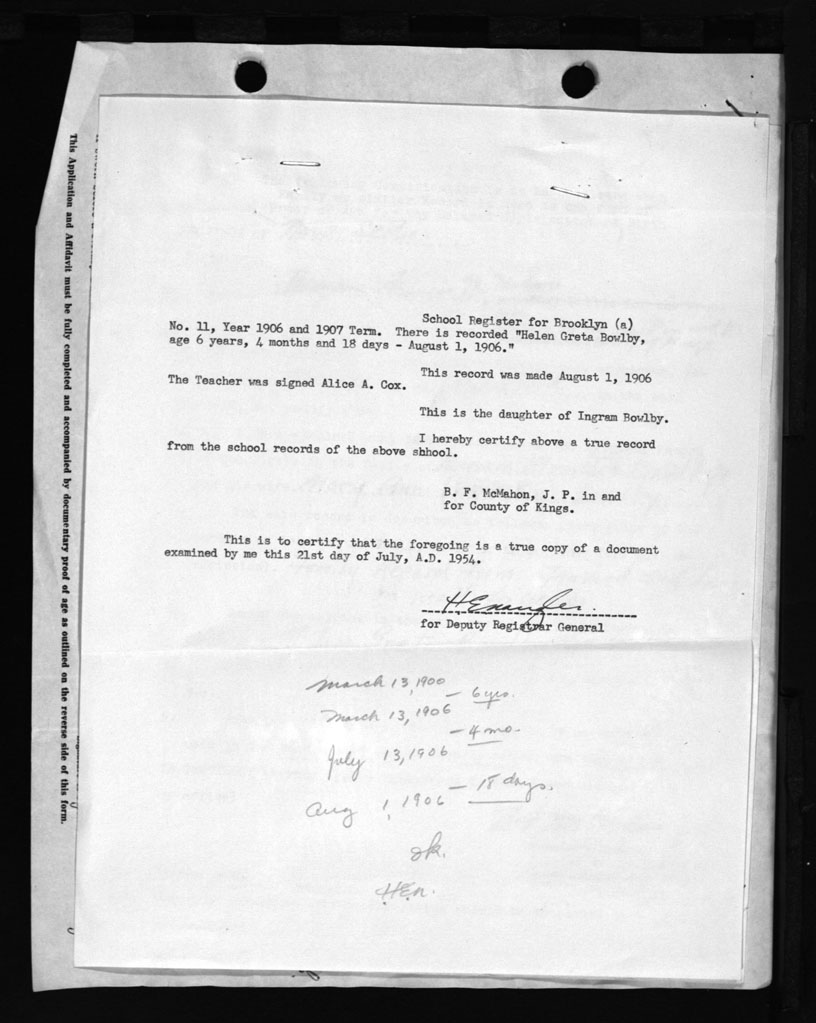 This Application and Affidavit must be fully completed and accompanied by documentary proof of age as outlined on the reverse side of this form.
School Register for Brooklyn (a)
No. 11, Year 1906 and 1907 Term. There is recorded "Helen Greta Bowlby,
age 6 years, 4 months and 18 days - August 1, 1906."
This record was made August 1, 1906
The Teacher was signed Alice A. Cox.
This is the daughter of Ingram Bowlby.
I hereby certify above a true record
from the school records of the above shhool.
B. F. McMahon, J. P. in and
for County of Kings.
This is to certify that the foregoing is a true copy of a document
examined by me this 21st day of July, A.D. 1954.
for Deputy Registrar General
March 13, 1900
— 6 yrs.
March 13, 1906
— 4 mo-
July 13, 1906
— 18 days.
Aug 1, 1906
ok.
H.E.n.